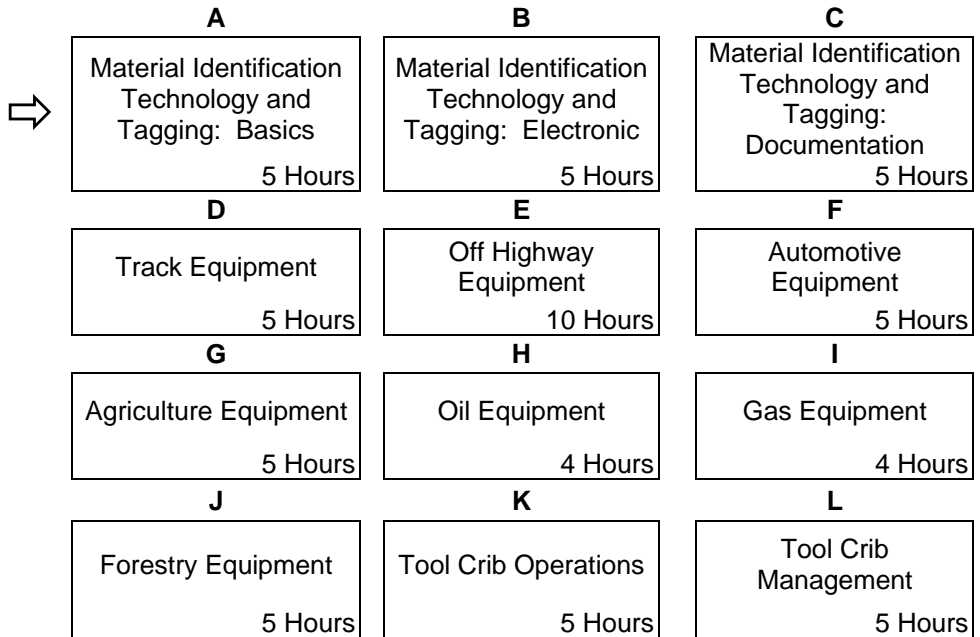 A
Material Identification
Technology and
Tagging: Basics
5 Hours
B
Material Identification
Technology and
Tagging: Electronic
5 Hours
C
Material Identification
Technology and
Tagging:
Documentation
5 Hours
D
Track Equipment
5 Hours
E
Off Highway
Equipment
10 Hours
F
Automotive
Equipment
5 Hours
G
Agriculture Equipment
5 Hours
H
Oil Equipment
4 Hours
I
Gas Equipment
4 Hours
J
Forestry Equipment
5 Hours
K
Tool Crib Operations
5 Hours
L
Tool Crib
Management
5 Hours